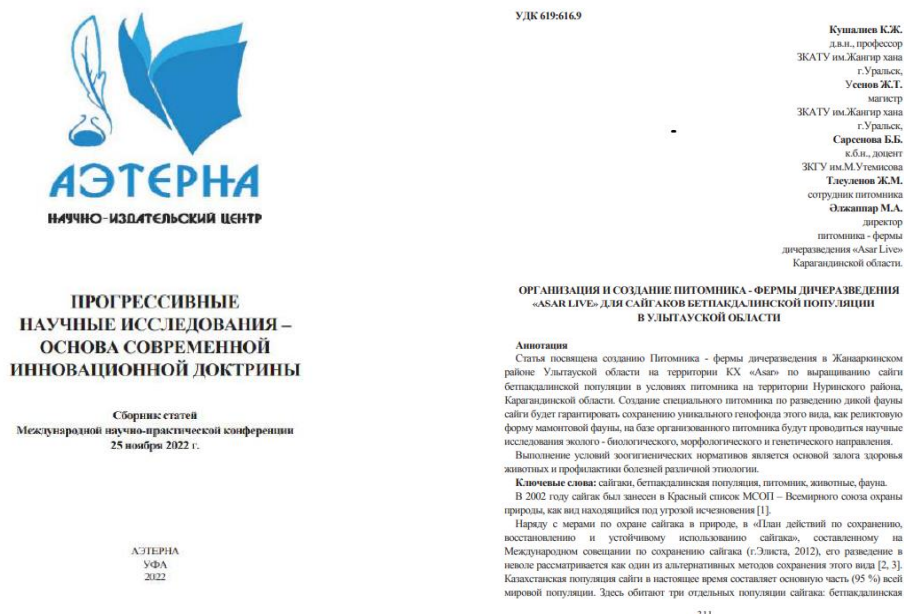 АЭТЕРНА
НАУЧНО-ИЗДАТЕЛЬСКИЙ ЦЕНТР
ПРОГРЕССИВНЫЕ
НАУЧНЫЕ ИССЛЕДОВАНИЯ –
ОСНОВА СОВРЕМЕННОЙ
ИННОВАЦИОННОЙ ДОКТРИНЫ
Сборник статей
Международной научно-практической конференции
25 ноября 2022 г.
АЭТЕРНА
УФА
2022
УДК 619:616.9
Кушалиев К.Ж.
д.в.н., профессор
ЗКАТУ им.Жангир хана
г.Уральск,
Усенов Ж.Т.
магистр
ЗКАТУ им.Жангир хана
г.Уральск,
Сарсенова Б.Б.
к.б.н., доцент
ЗКГУ им.М.Утемисова
Тлеуленов Ж.М.
сотрудник питомника
Әлжаппар М.А.
директор
питомника - фермы
дичеразведения «Asar Live»
Карагандинской области.
ОРГАНИЗАЦИЯ И СОЗДАНИЕ ПИТОМНИКА - ФЕРМЫ ДИЧЕРАЗВЕДЕНИЯ
«ASAR LIVE» ДЛЯ САЙГАКОВ БЕТПАКДАЛИНСКОЙ ПОПУЛЯЦИИ
В УЛЫТАУСКОЙ ОБЛАСТИ
Аннотация
Статья посвящена созданию Питомника - фермы дичеразведения в Жанааркинском
районе Улытауской области на территории КХ «Asar» по выращиванию сайги
бетпакдалинской популяции в условиях питомника на территории Нуринского района,
Карагандинской области. Создание специального питомника по разведению дикой фауны
сайги будет гарантировать сохранению уникального генофонда этого вида, как реликтовую
форму мамонтовой фауны, на базе организованного питомника будут проводиться научные
исследования эколого - биологического, морфологического и генетического направления.
Выполнение условий зоогигиенических нормативов является основой залога здоровья
животных и профилактики болезней различной этиологии.
Ключевые слова: сайгаки, бетпакдалинская популяция, питомник, животные, фауна.
В 2002 году сайгак был занесен в Красный список МСОП – Всемирного союза охраны
природы, как вид находящийся под угрозой исчезновения [1].
Наряду с мерами по охране сайгака в природе, в «План действий по сохранению,
восстановлению и устойчивому использованию сайгака», составленному на
Международном совещании по сохранению сайгака (г.Элиста, 2012), его разведение в
неволе рассматривается как один из альтернативных методов сохранения этого вида [2, 3].
Казахстанская популяция сайги в настоящее время составляет основную часть (95 %) всей
мировой популяции. Здесь обитают три отдельных популяции сайгака: бетпакдалинская